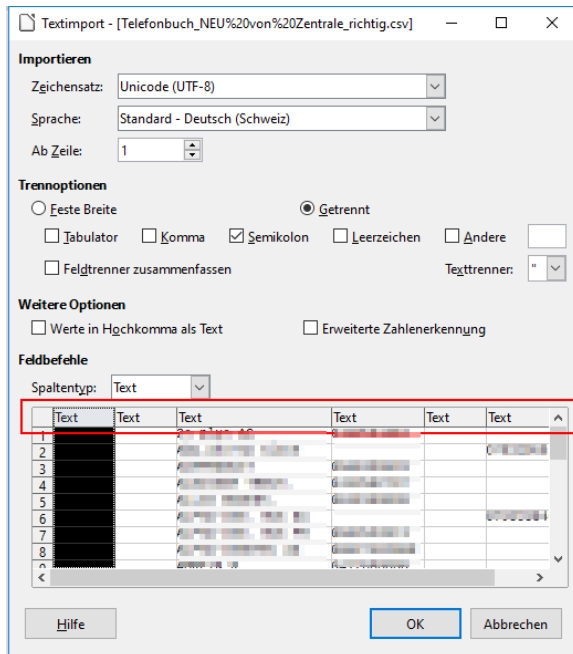 Textimport - [Telefonbuch_NEU%20von%20Zentrale_richtig.csv]
Importieren
Zeichensatz: Unicode (UTF-8)
Sprache: Standard - Deutsch (Schweiz)
Ab Zeile: 1
Trennoptionen
Feste Breite Getrennt
Tabulator Komma Semikolon Leerzeichen Andere
Feldtrenner zusammenfassen Texttrenner: "
Weitere Optionen
Werte in Hochkomma als Text Erweiterte Zahlenerkennung
Feldbefehle
Spaltentyp: Text
Text Text Text Text Text Text
1
2
3
4
5
6
7
8
Hilfe OK Abbrechen